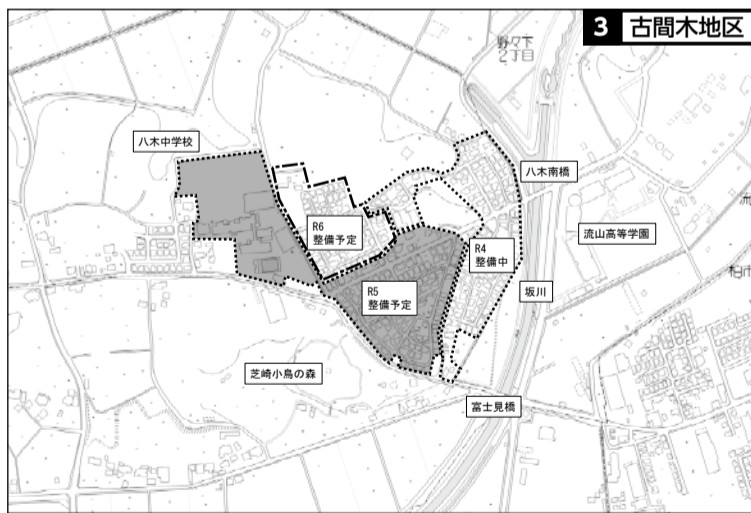 3 古間木地区
野々下
2丁目
八木中学校
八木南橋
R6
整備予定
流山高等学園
R4
整備中
R5
整備予定
坂川
芝崎小鳥の森
富士見橋
柏市